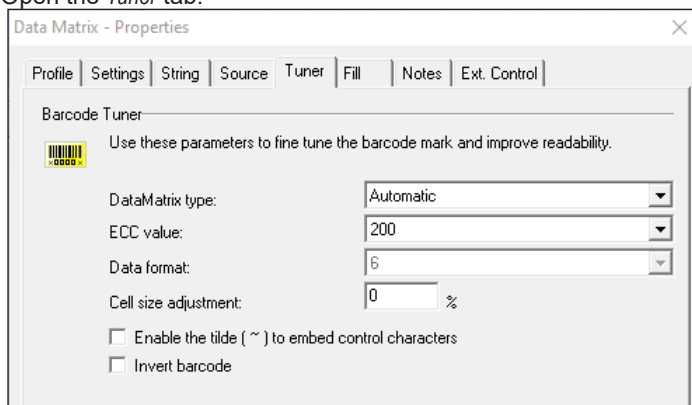 Open the Tuner tab.
Data Matrix - Properties
Profile Settings String Source Tuner Fill Notes Ext. Control
Barcode Tuner
Use these parameters to fine tune the barcode mark and improve readability.
DataMatrix type: Automatic
ECC value: 200
Data format: 6
Cell size adjustment: 0 %
Enable the tilde ( ~ ) to embed control characters
Invert barcode